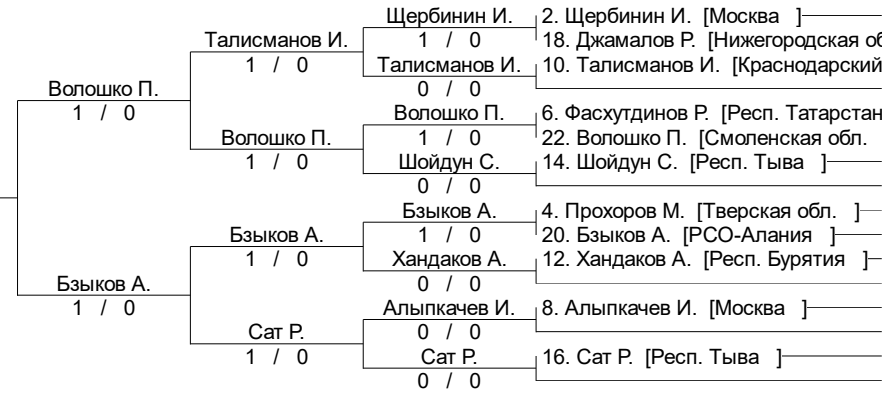 Щербинин И. 2. Щербинин И. [Москва ]
Талисманов И. 1 / 0 18. Джамалов Р. [Нижегородская об
1 / 0 Талисманов И. 10. Талисманов И. [Краснодарский
Волошко П. 0 / 0
1 / 0 Волошко П. 6. Фасхутдинов Р. [Респ. Татарстан
Волошко П. 1 / 0 22. Волошко П. [Смоленская обл.
1 / 0 Шойдун С. 14. Шойдун С. [Респ. Тыва ]
0 / 0
Бзыков А. 4. Прохоров М. [Тверская обл. ]
Бзыков А. 1 / 0 20. Бзыков А. [РСО-Алания ]
1 / 0 Хандаков А. 12. Хандаков А. [Респ. Бурятия ]
Бзыков А. 0 / 0
1 / 0 Алыпкачев И. 8. Алыпкачев И. [Москва ]
Сат Р. 0 / 0
1 / 0 Сат Р. 16. Сат Р. [Респ. Тыва ]
0 / 0